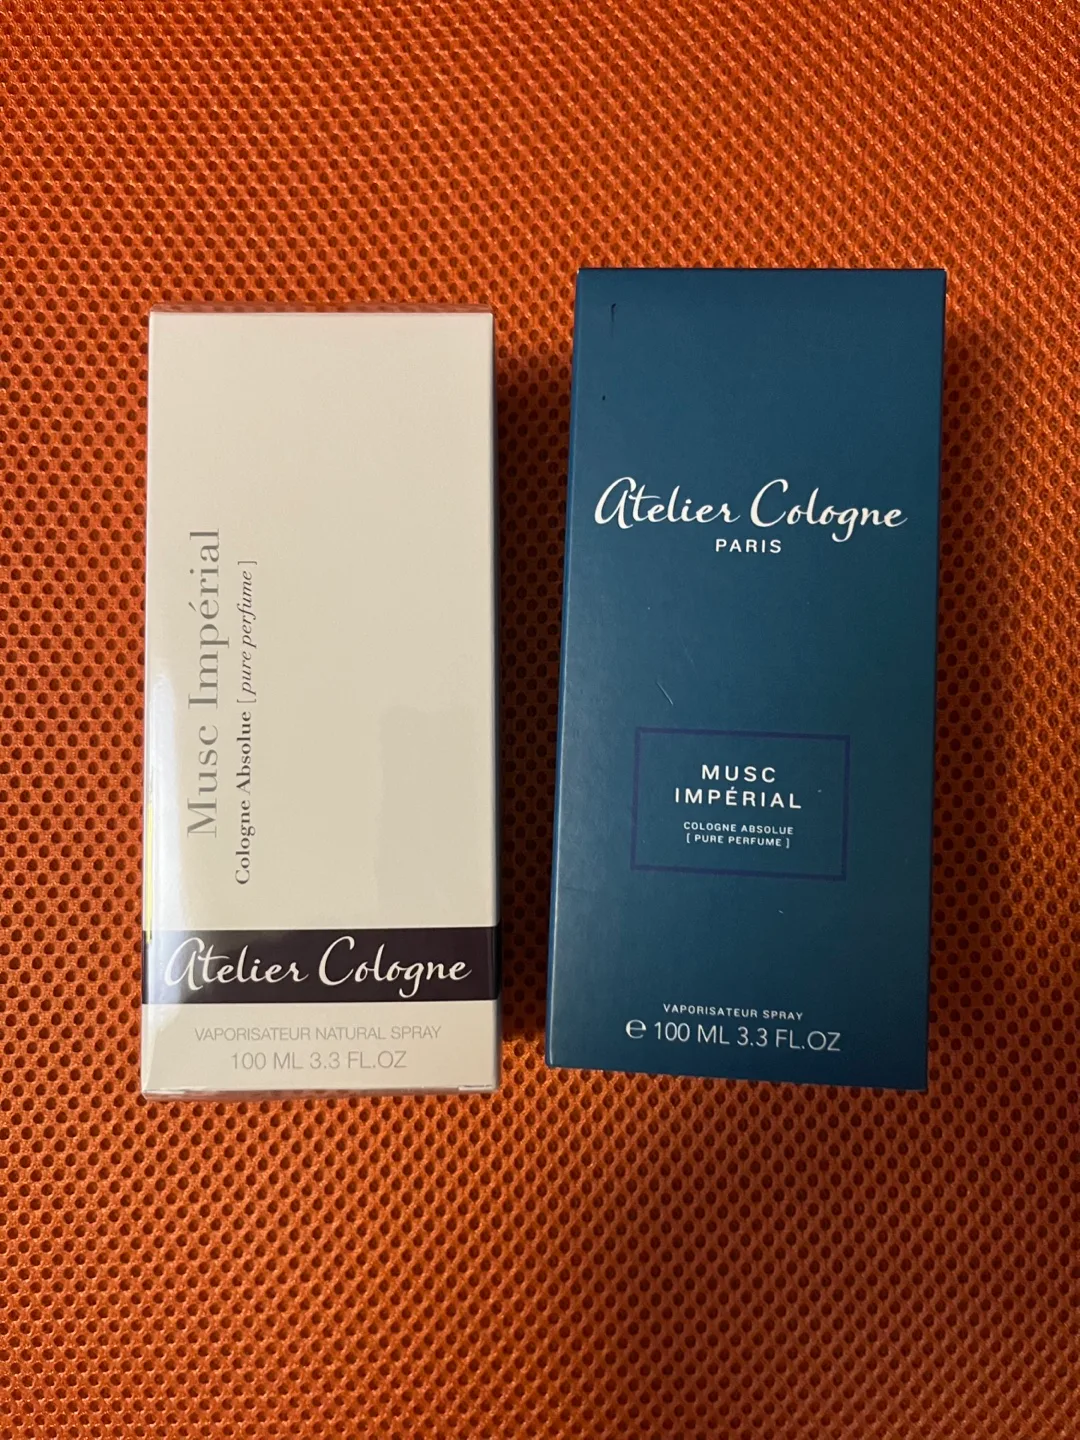 Musc Impérial
Cologne Absolue [pure perfume]
Atelier Cologne
VAPORISATEUR NATURAL SPRAY
100 ML 3.3 FL.OZ
Atelier Cologne
PARIS
MUSC
IMPÉRIAL
COLOGNE ABSOLUE
[ PURE PERFUME ]
VAPORISATEUR SPRAY
℮ 100 ML 3.3 FL.OZ